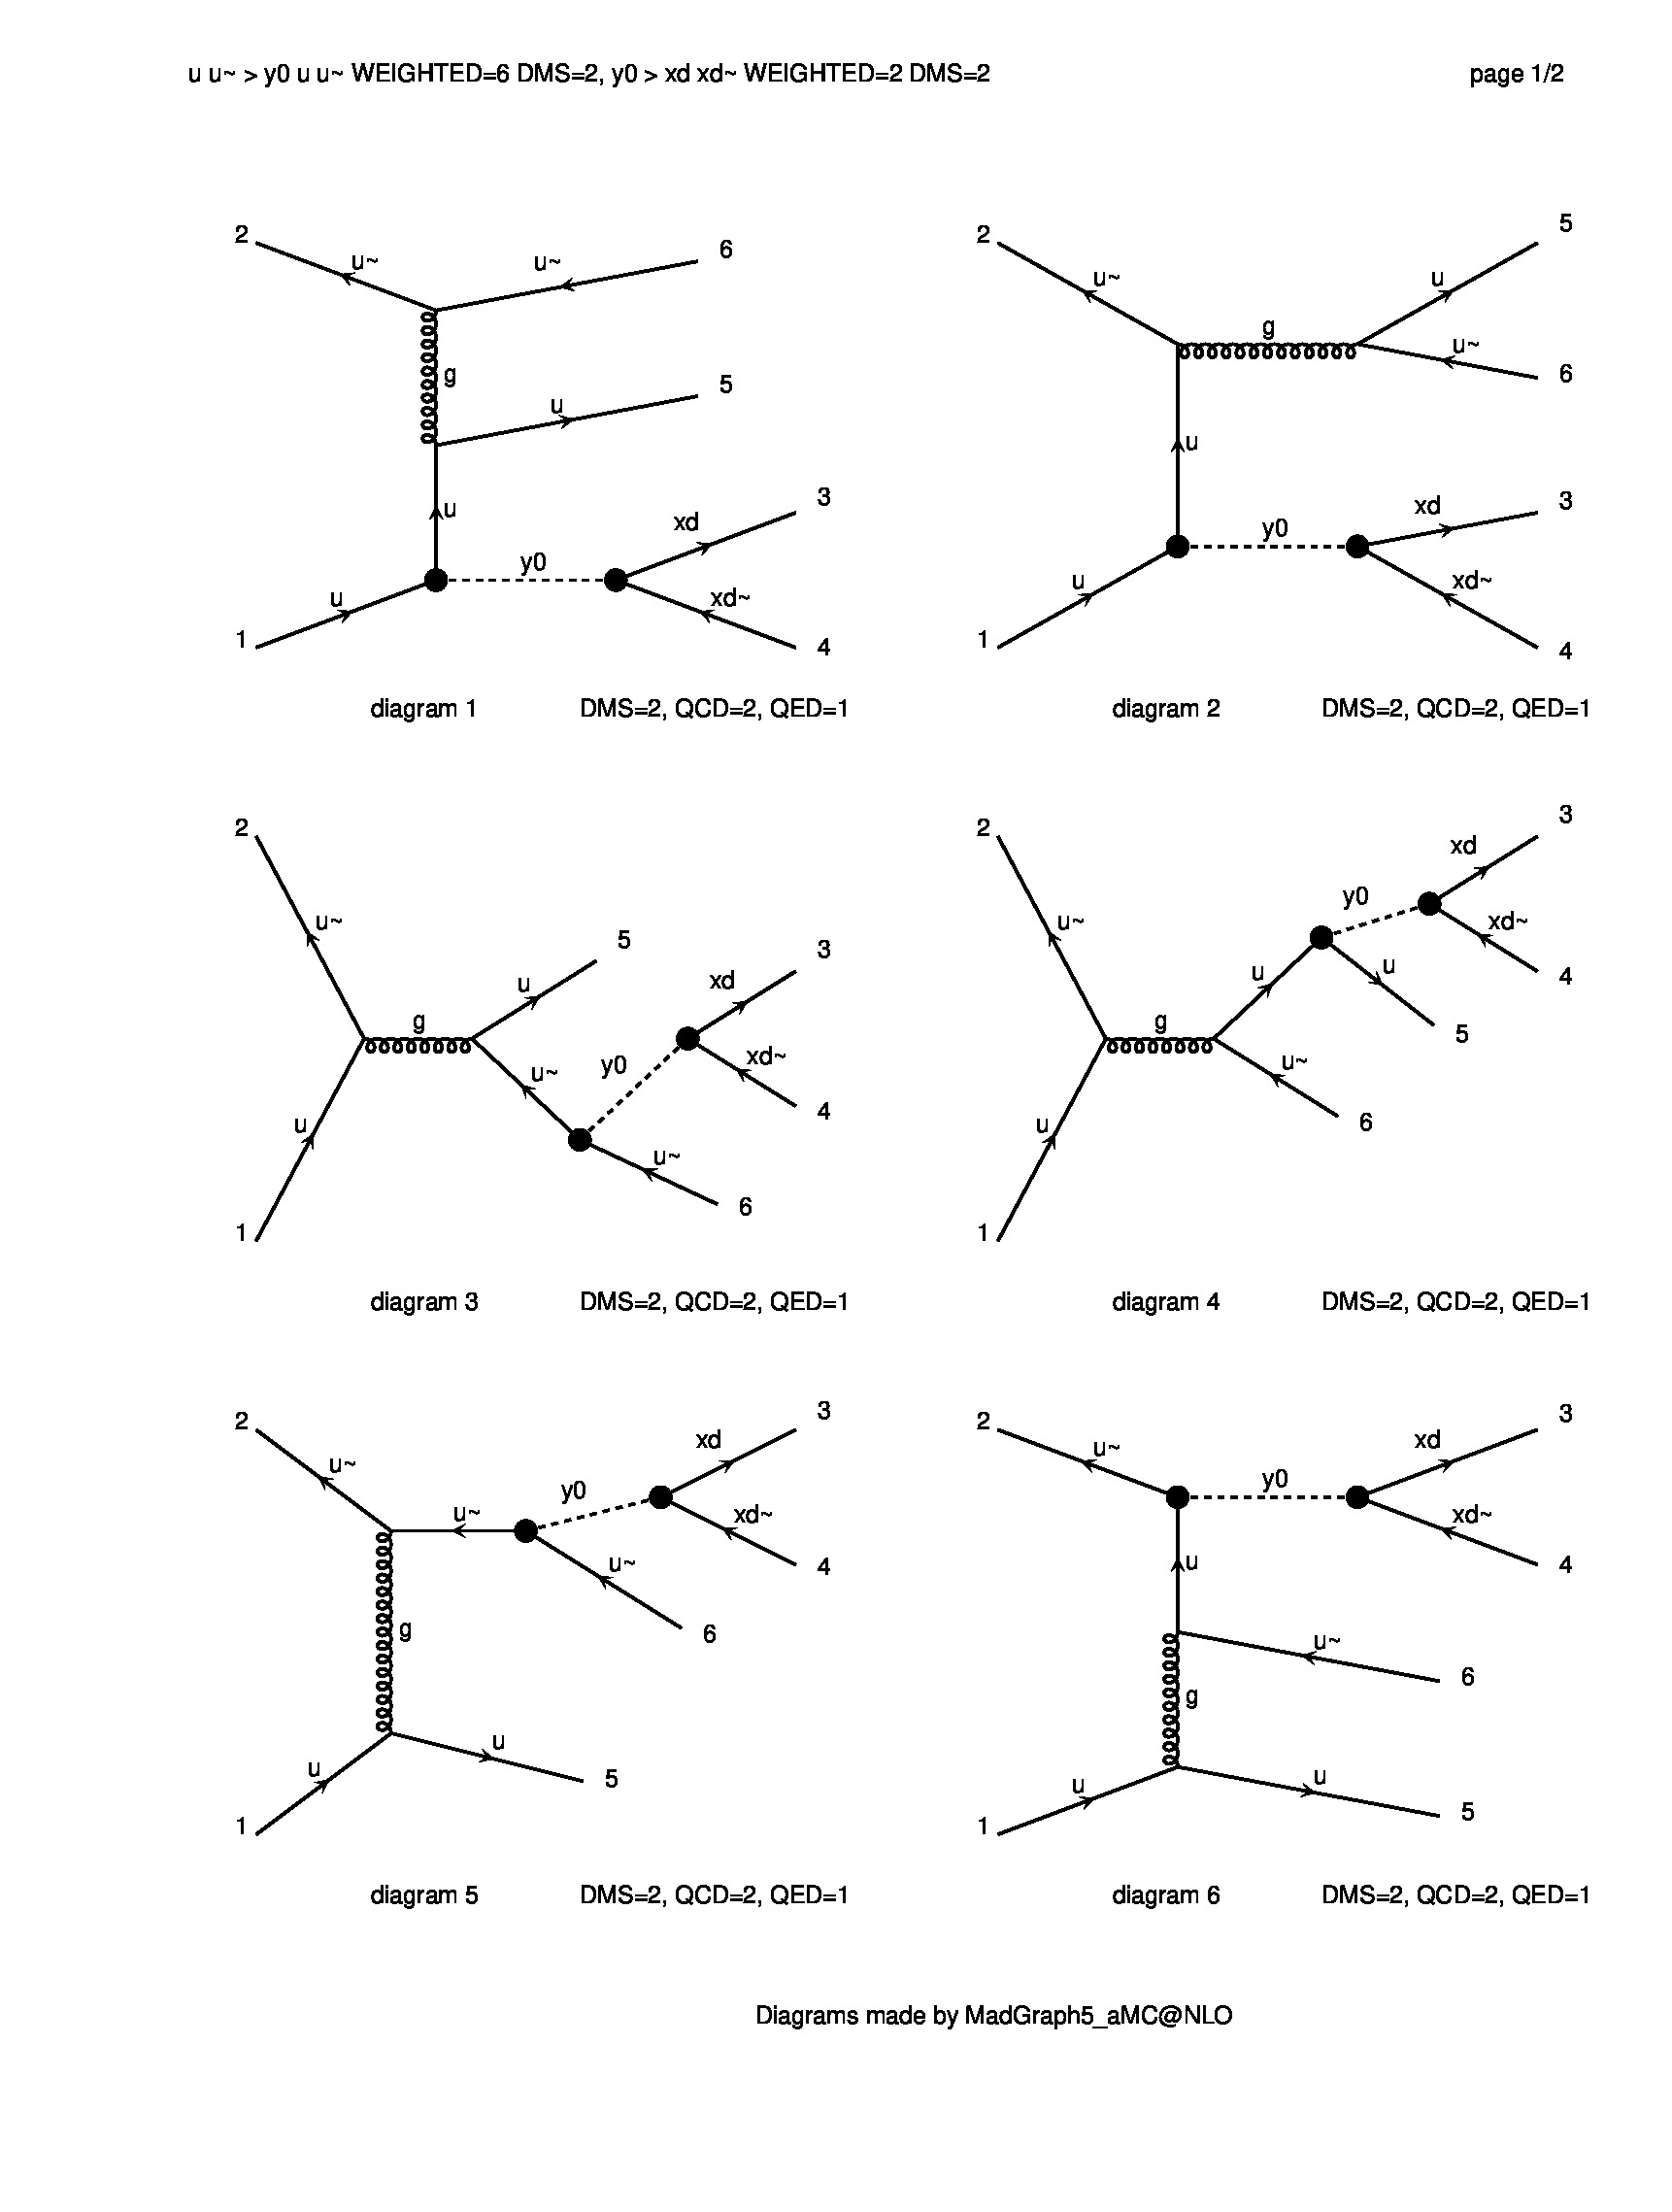 u u~ > y0 u u~ WEIGHTED=6 DMS=2, y0 > xd xd~ WEIGHTED=2 DMS=2 page 1/2
2 u~ u~ 6
g
u 5
u
y0 xd 3
u xd~
1 4
diagram 1 DMS=2, QCD=2, QED=1
2 u~ g u 5
u~ 6
u
y0 xd 3
u xd~
1 4
diagram 2 DMS=2, QCD=2, QED=1
2
u~ 5 3
u xd
g
y0 xd~
u~ 4
u u~
1 6
diagram 3 DMS=2, QCD=2, QED=1
2 3
xd
y0
u~ xd~
u u 4
g 5
u~
u 6
1
diagram 4 DMS=2, QCD=2, QED=1
2 3
u~ xd
y0
u~ xd~
u~ 4
g 6
u u
1 5
diagram 5 DMS=2, QCD=2, QED=1
2 3
u~ y0 xd
xd~
u 4
u~
g 6
u u
1 5
diagram 6 DMS=2, QCD=2, QED=1
Diagrams made by MadGraph5_aMC@NLO